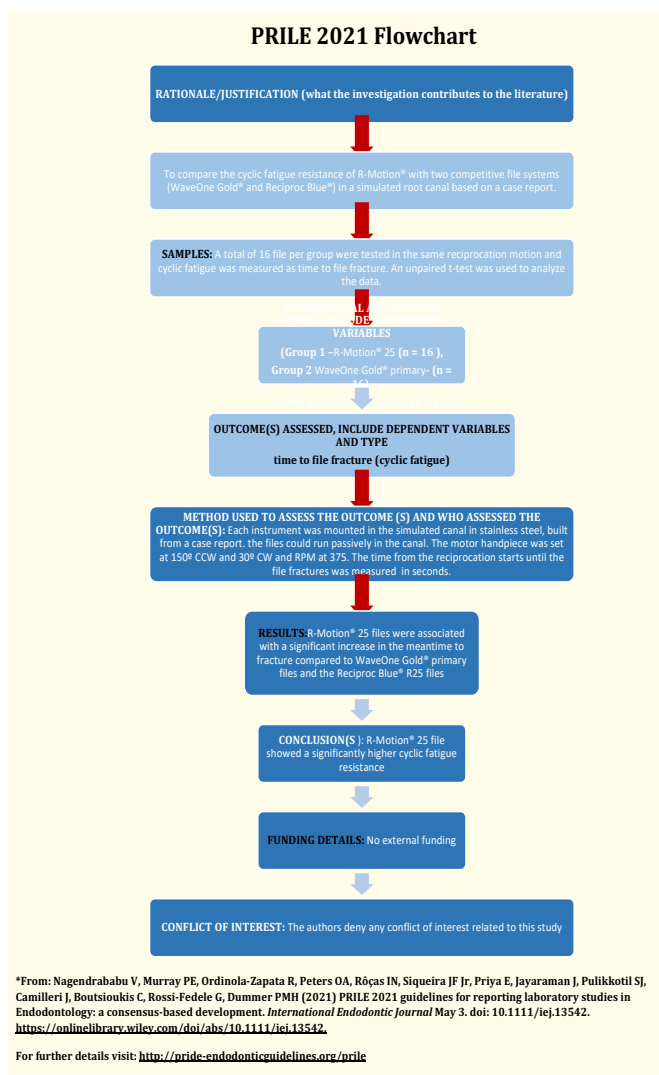 PRILE 2021 Flowchart
RATIONALE/JUSTIFICATION (what the investigation contributes to the literature)
To compare the cyclic fatigue resistance of R-Motion® with two competitive file systems
(WaveOne Gold® and Reciproc Blue®) in a simulated root canal based on a case report.
SAMPLES: A total of 16 file per group were tested in the same reciprocation motion and
cyclic fatigue was measured as time to file fracture. An unpaired t-test was used to analyze
the data.
VARIABLES
(Group 1 –R-Motion® 25 (n = 16 ),
Group 2 WaveOne Gold® primary- (n =
16)
OUTCOME(S) ASSESSED, INCLUDE DEPENDENT VARIABLES
AND TYPE
time to file fracture (cyclic fatigue)
METHOD USED TO ASSESS THE OUTCOME (S) AND WHO ASSESSED THE
OUTCOME(S): Each instrument was mounted in the simulated canal in stainless steel, built
from a case report. the files could run passively in the canal. The motor handpiece was set
at 150º CCW and 30º CW and RPM at 375. The time from the reciprocation starts until the
file fractures was measured in seconds.
RESULTS:R-Motion® 25 files were associated
with a significant increase in the meantime to
fracture compared to WaveOne Gold® primary
files and the Reciproc Blue® R25 files
CONCLUSION(S ): R-Motion® 25 file
showed a significantly higher cyclic fatigue
resistance
FUNDING DETAILS: No external funding
CONFLICT OF INTEREST: The authors deny any conflict of interest related to this study
*From: Nagendrababu V, Murray PE, Ordinola-Zapata R, Peters OA, Rôças IN, Siqueira JF Jr, Priya E, Jayaraman J, Pulikkotil SJ,
Camilleri J, Boutsioukis C, Rossi-Fedele G, Dummer PMH (2021) PRILE 2021 guidelines for reporting laboratory studies in
Endodontology: a consensus-based development. International Endodontic Journal May 3. doi: 10.1111/iej.13542.
https://onlinelibrary.wiley.com/doi/abs/10.1111/iej.13542.
For further details visit: http://pride-endodonticguidelines.org/prile